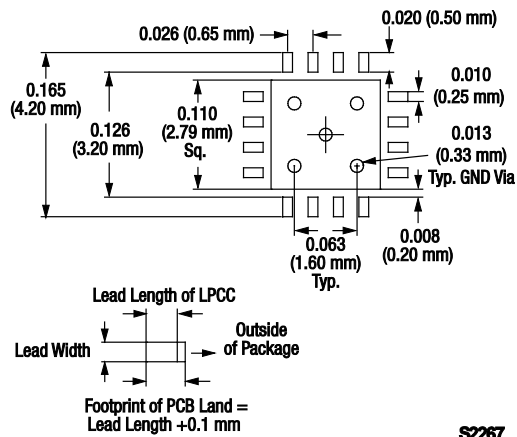 0.026 (0.65 mm)
0.020 (0.50 mm)
0.165
(4.20 mm)
0.126
(3.20 mm)
0.110
(2.79 mm)
Sq.
0.010
(0.25 mm)
0.013
(0.33 mm)
Typ. GND Via
0.063
(1.60 mm)
Typ.
0.008
(0.20 mm)
Lead Length of LPCC
Lead Width
Outside
of Package
Footprint of PCB Land =
Lead Length +0.1 mm
S2267